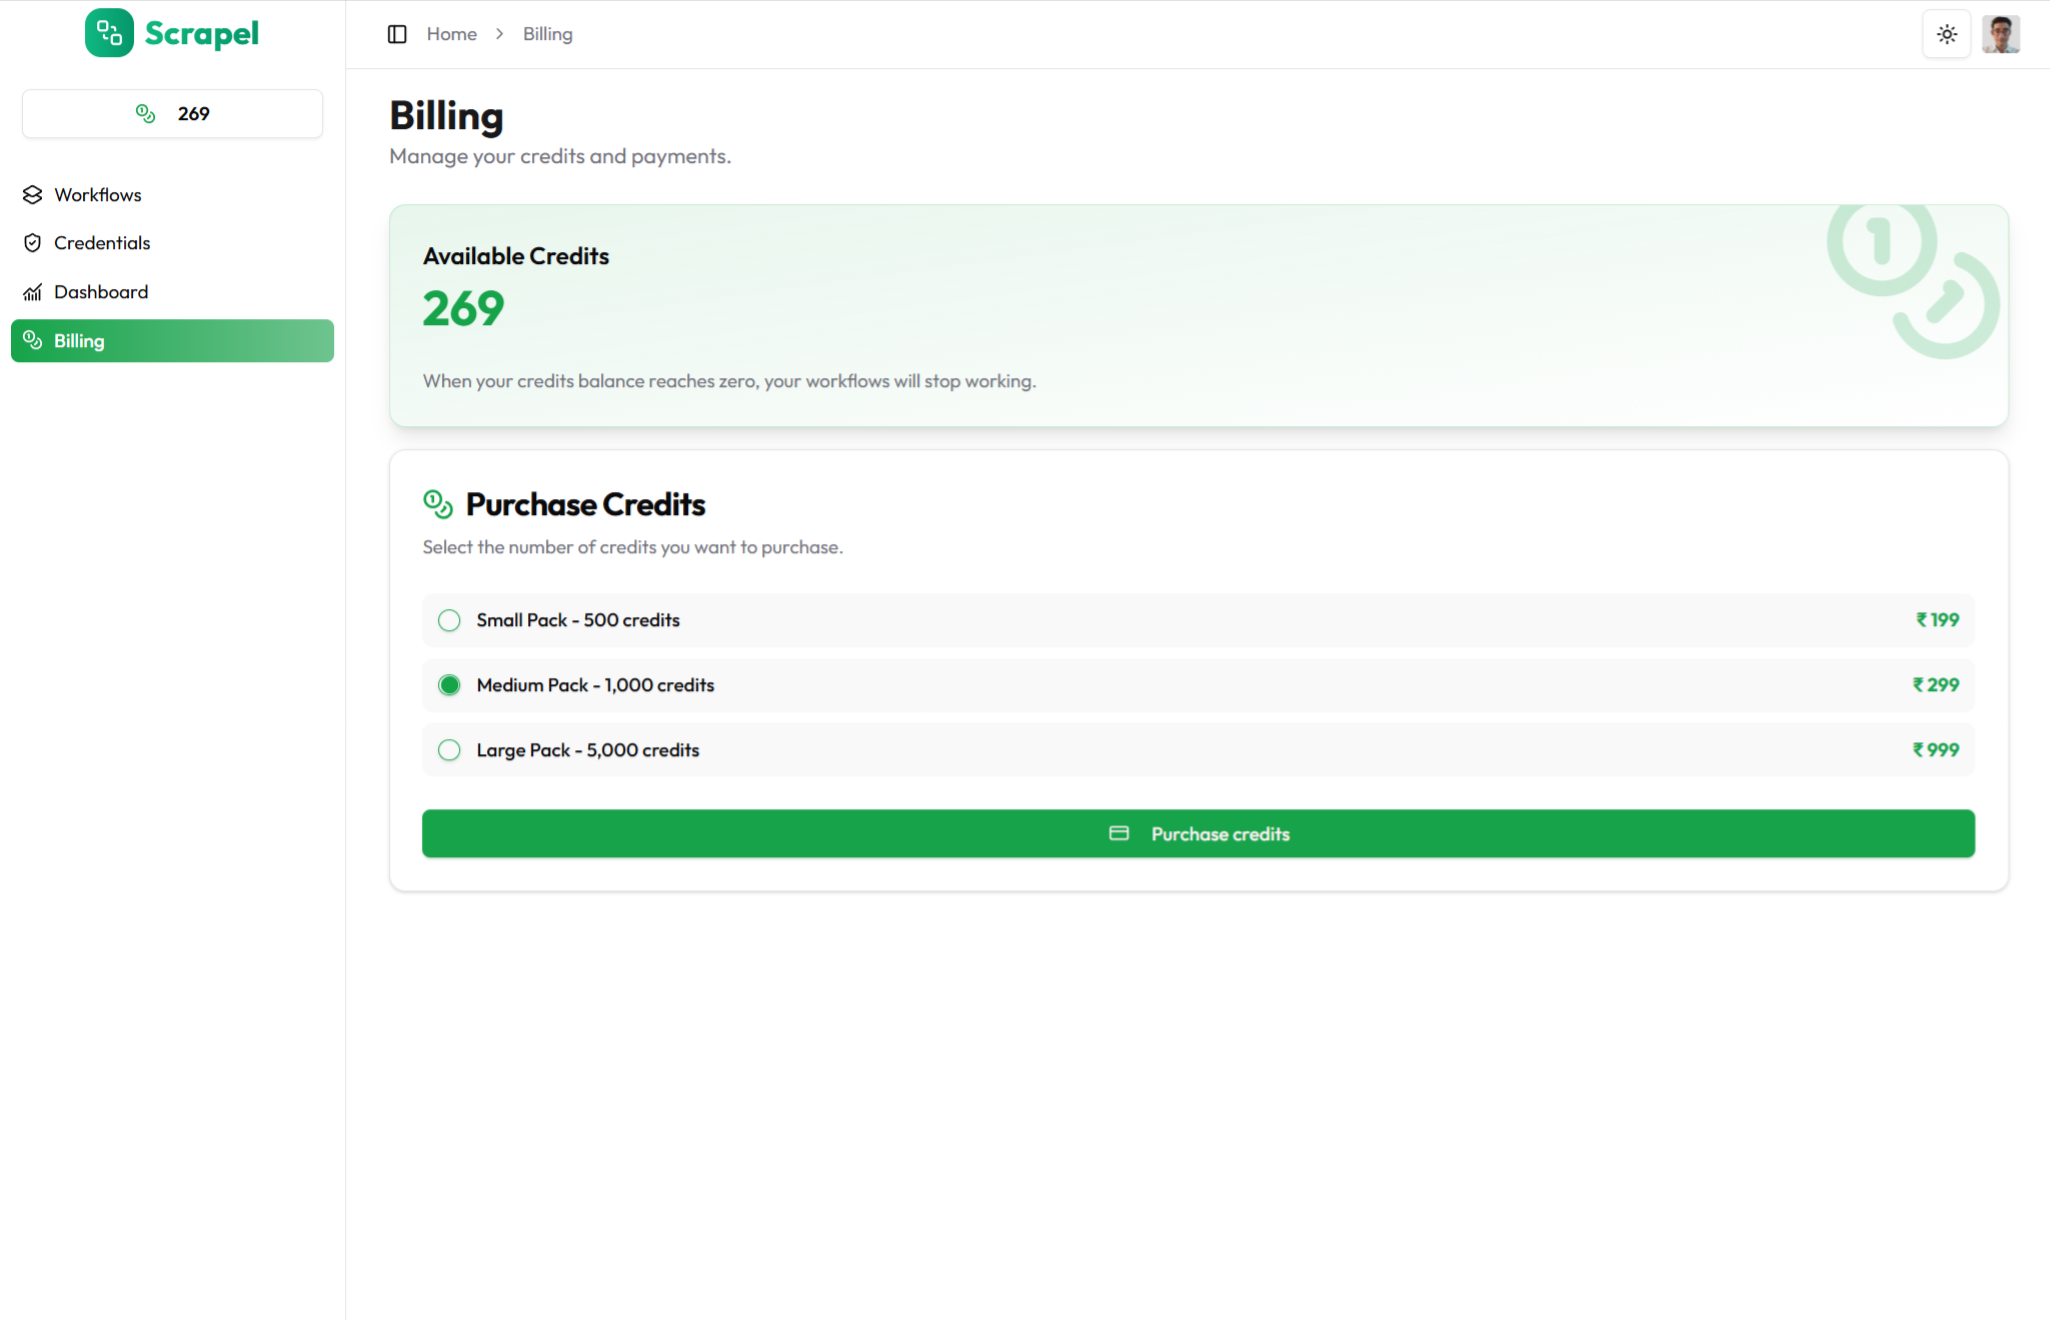 Scrapel
269
Workflows
Credentials
Dashboard
Billing
Home > Billing
Billing
Manage your credits and payments.
Available Credits
269
When your credits balance reaches zero, your workflows will stop working.
Purchase Credits
Select the number of credits you want to purchase.
Small Pack - 500 credits ₹ 199
Medium Pack - 1,000 credits ₹ 299
Large Pack - 5,000 credits ₹ 999
Purchase credits